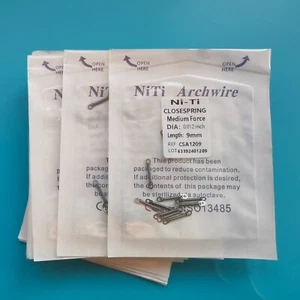 OPEN HERE
OPEN HERE
NiTi Archwire
Ni-Ti
CLOSESPRING
Medium Force
DIA: 0.012 inch
Length: 9mm
REF: CSA1209
This product has been
packaged to reduce contamination.
If additional protection is desired,
the contents of this package may
be sterilized autoclave.
ISO13485